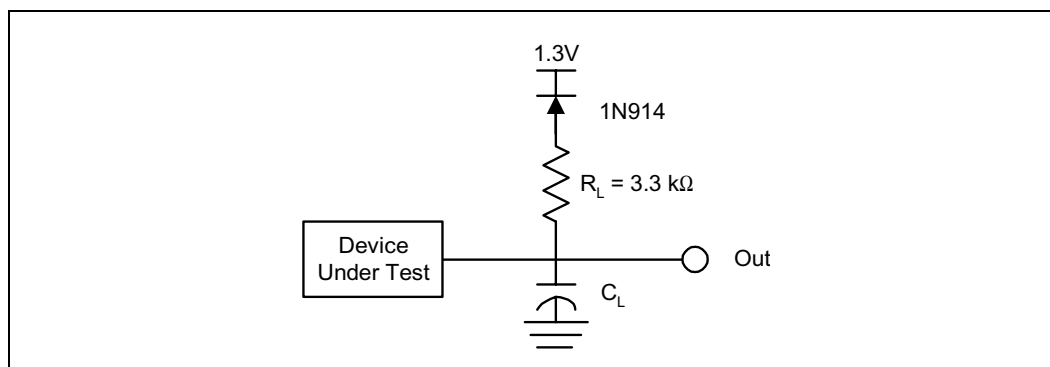 1.3V
1N914
R_L = 3.3 kΩ
Device
Under Test
Out
C_L